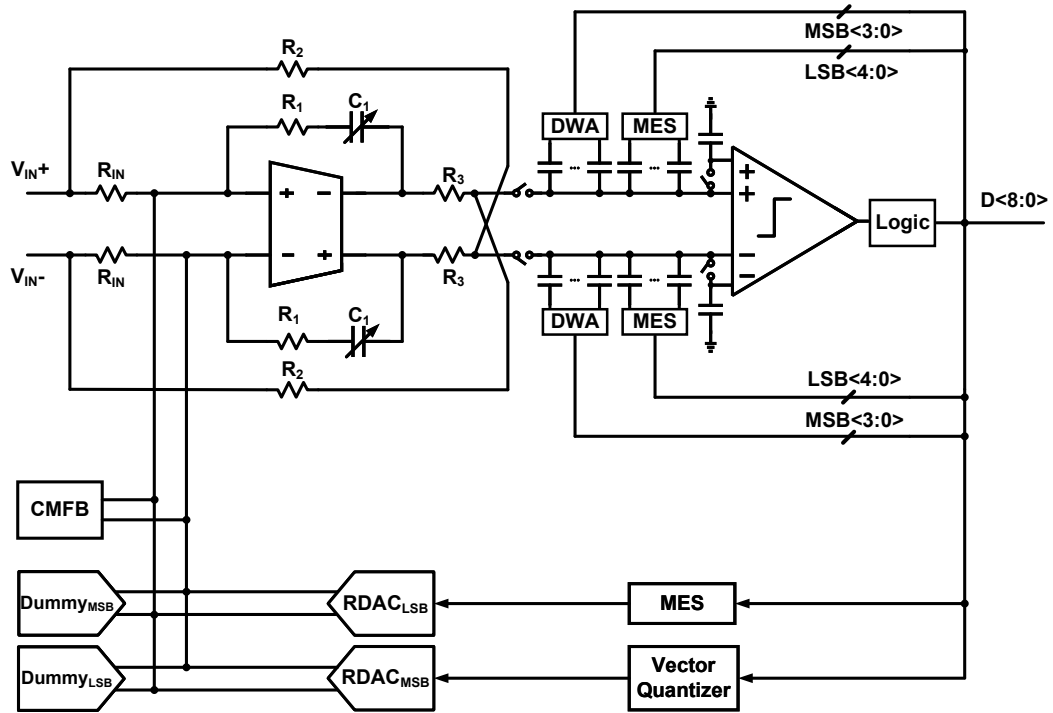 MSB<3:0>
R2
LSB<4:0>
R1
C1
DWA
MES
VIN+
RIN
R3
D<8:0>
Logic
VIN-
RIN
R3
R1
C1
DWA
MES
R2
LSB<4:0>
MSB<3:0>
CMFB
DummyMSB
RDACLSB
MES
DummyLSB
RDACMSB
Vector
Quantizer